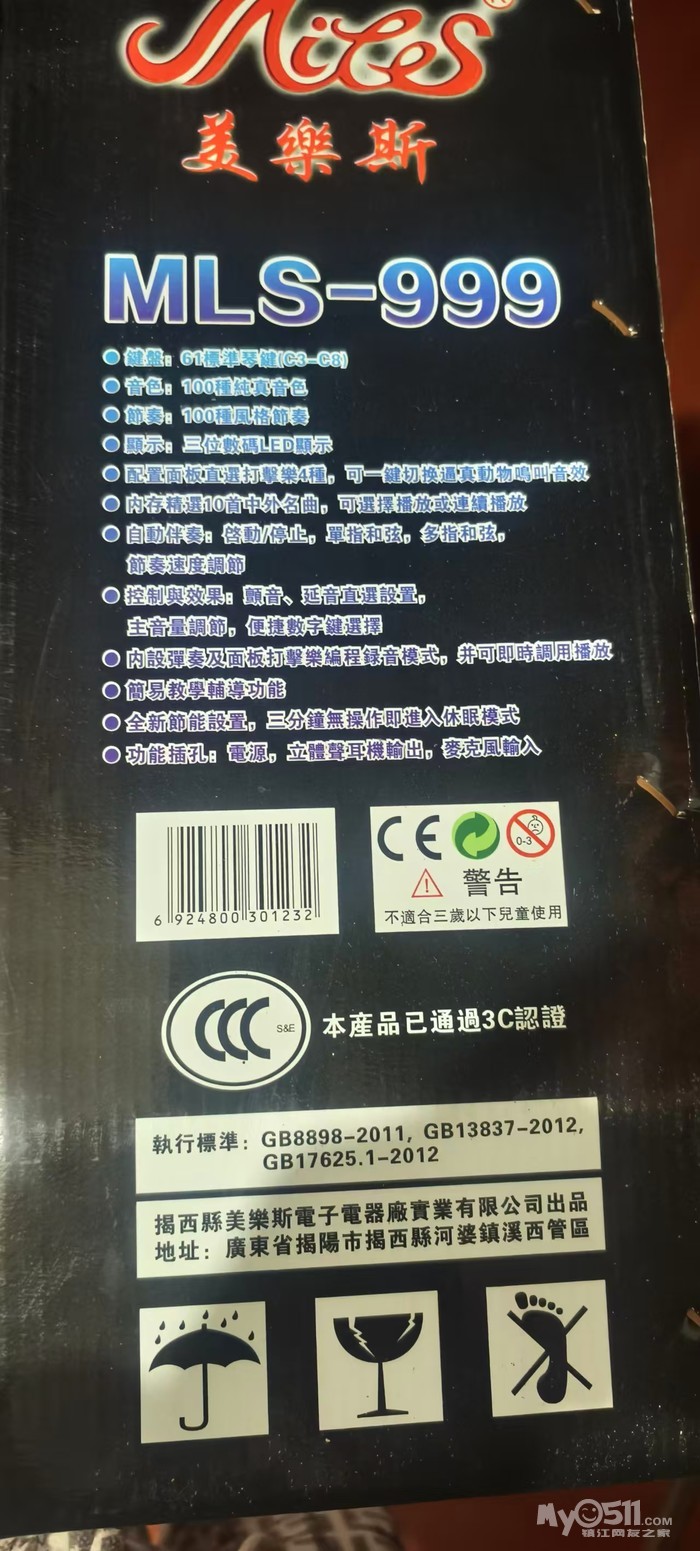 Miles®
美樂斯
MLS-999
● 鍵盤：61標準琴鍵(C3-C8)
● 音色：100種純真音色
● 節奏：100種風格節奏
● 顯示：三位數碼LED顯示
● 配置面板直選打擊樂4種，可一鍵切换逼真動物鳴叫音效
● 内存精選10首中外名曲，可選擇播放或連續播放
● 自動伴奏：啓動/停止，單指和弦，多指和弦，
節奏速度調節
● 控制與效果：顫音、延音直選設置，
主音量調節，便捷數字鍵選擇
● 内設彈奏及面板打擊樂編程録音模式，并可即時調用播放
● 簡易教學輔導功能
● 全新節能設置，三分鐘無操作即進入休眠模式
● 功能插孔：電源，立體聲耳機輸出，麥克風輸入
6 924800 301232
CE
0-3
警告
不適合三歲以下兒童使用
CCC S&E
本産品已通過3C認證
執行標準：GB8898-2011, GB13837-2012,
GB17625.1-2012
揭西縣美樂斯電子電器廠實業有限公司出品
地址：廣東省揭陽市揭西縣河婆鎮溪西管區
My0511.COM
镇江网友之家